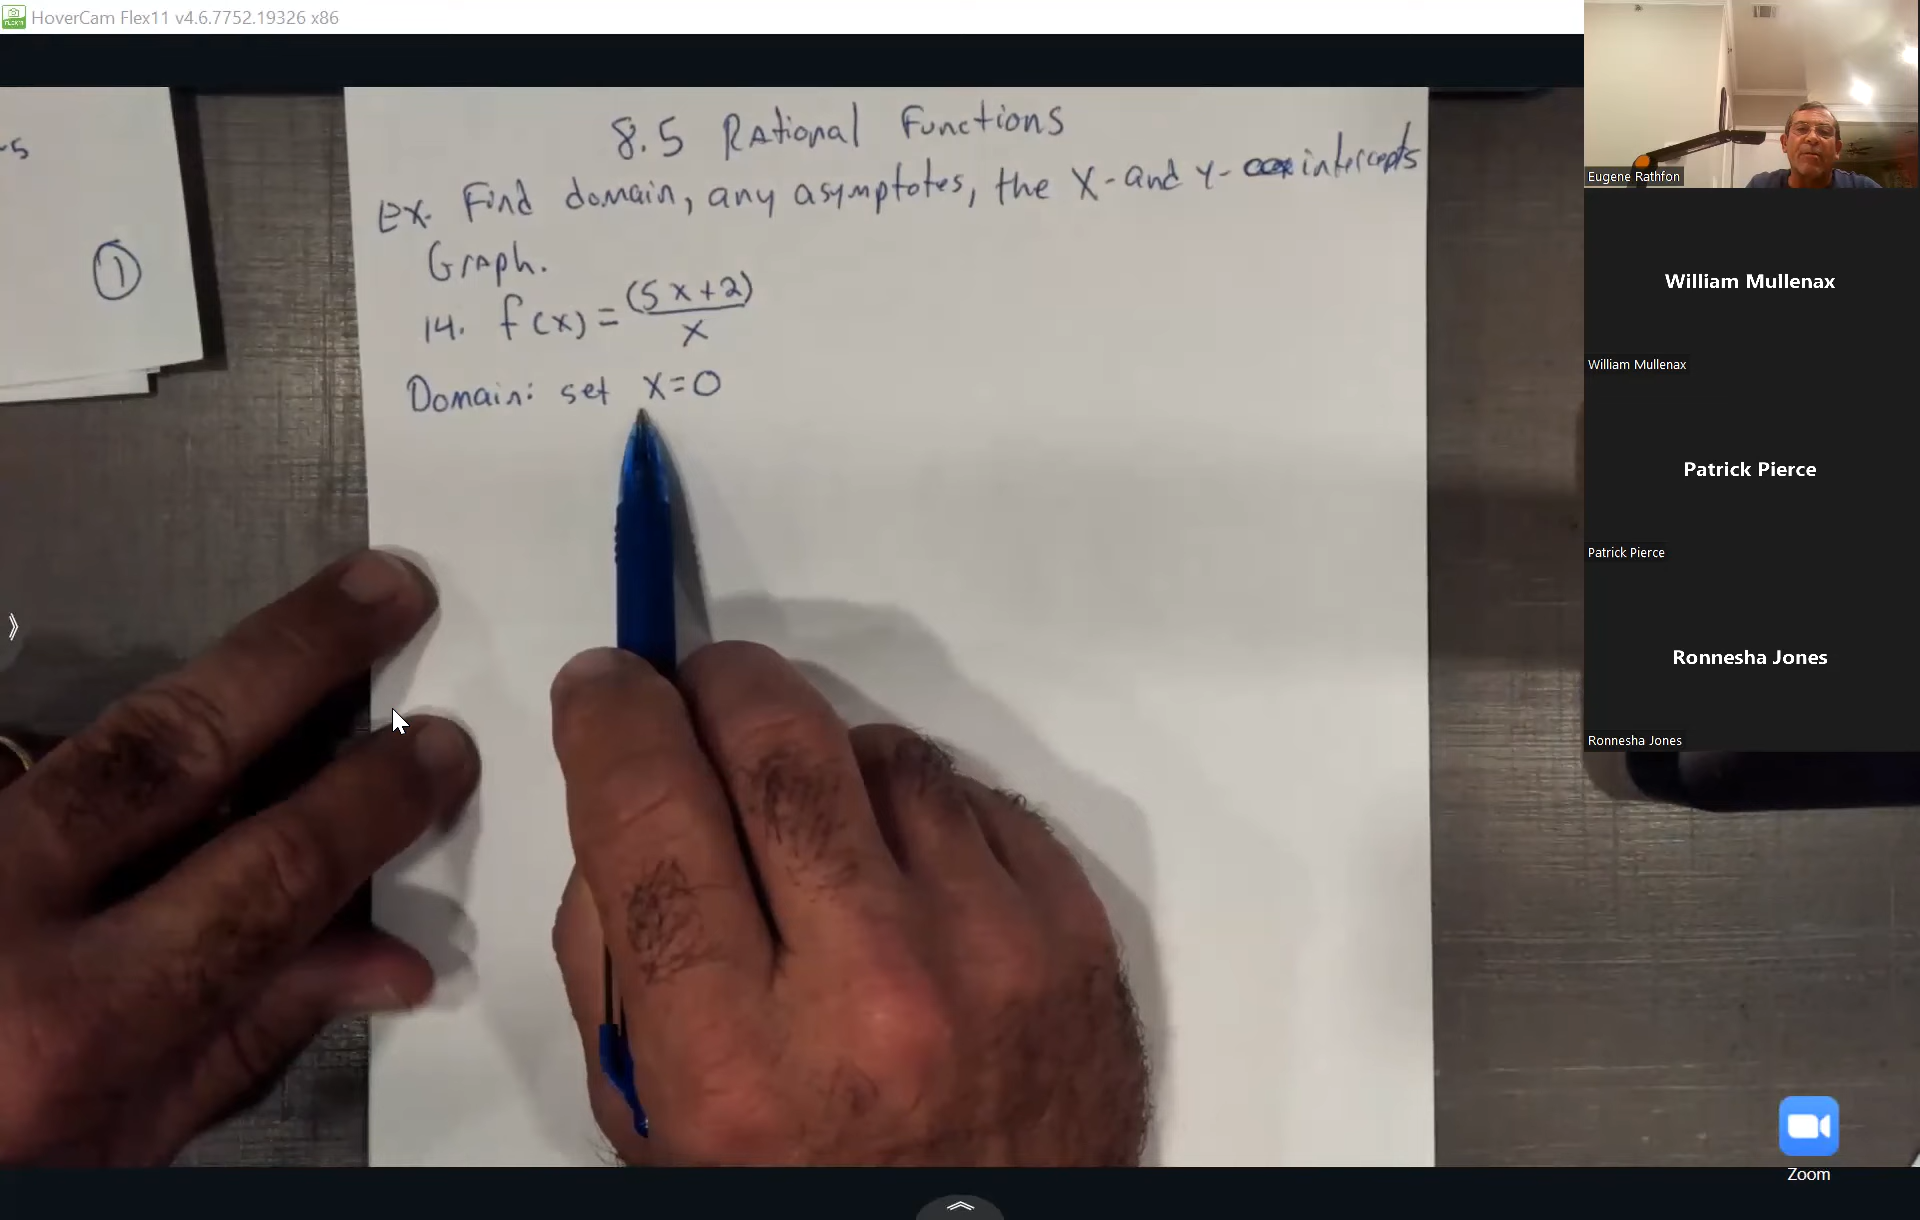 HoverCam Flex11 v4.6.7752.19326 x86
-5
①
8.5 Rational Functions
Ex. Find domain, any asymptotes, the X- and Y- intercepts
Graph.
14. f(x) = (5x+2)
x
Domain: set x=0
Eugene Rathfon
William Mullenax
William Mullenax
Patrick Pierce
Patrick Pierce
Ronnesha Jones
Ronnesha Jones
Zoom